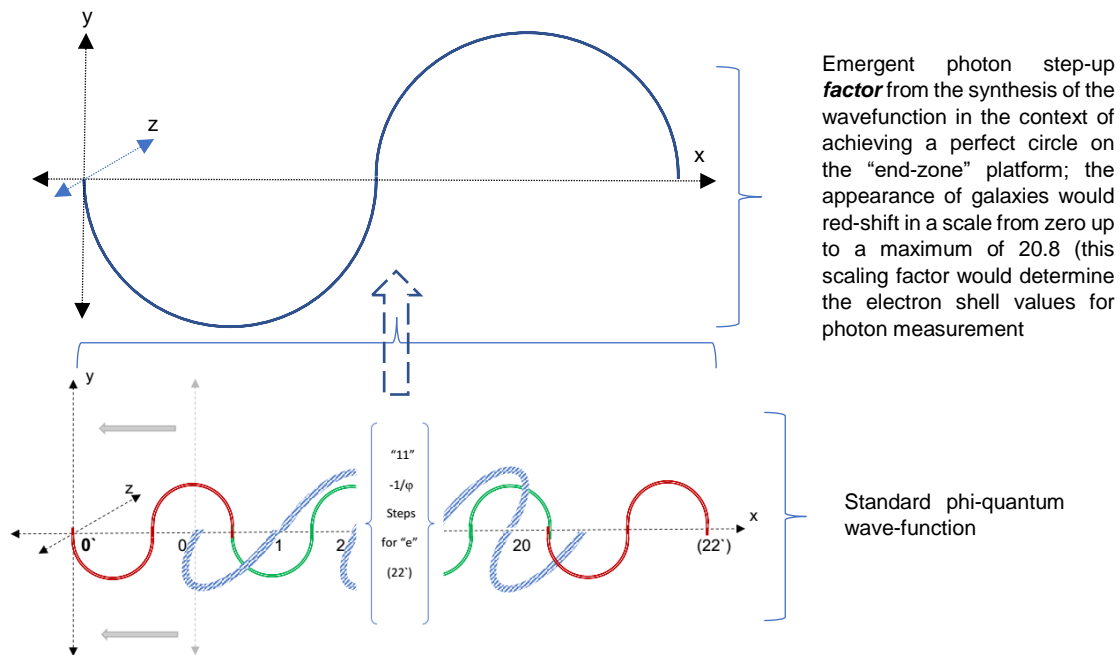 y
z
x
Emergent photon step-up
factor from the synthesis of the
wavefunction in the context of
achieving a perfect circle on
the “end-zone” platform; the
appearance of galaxies would
red-shift in a scale from zero up
to a maximum of 20.8 (this
scaling factor would determine
the electron shell values for
photon measurement
y
z
x
0` 0 1 2 20 (22`)
“11”
-1/φ
Steps
for “e”
(22`)
Standard phi-quantum
wave-function